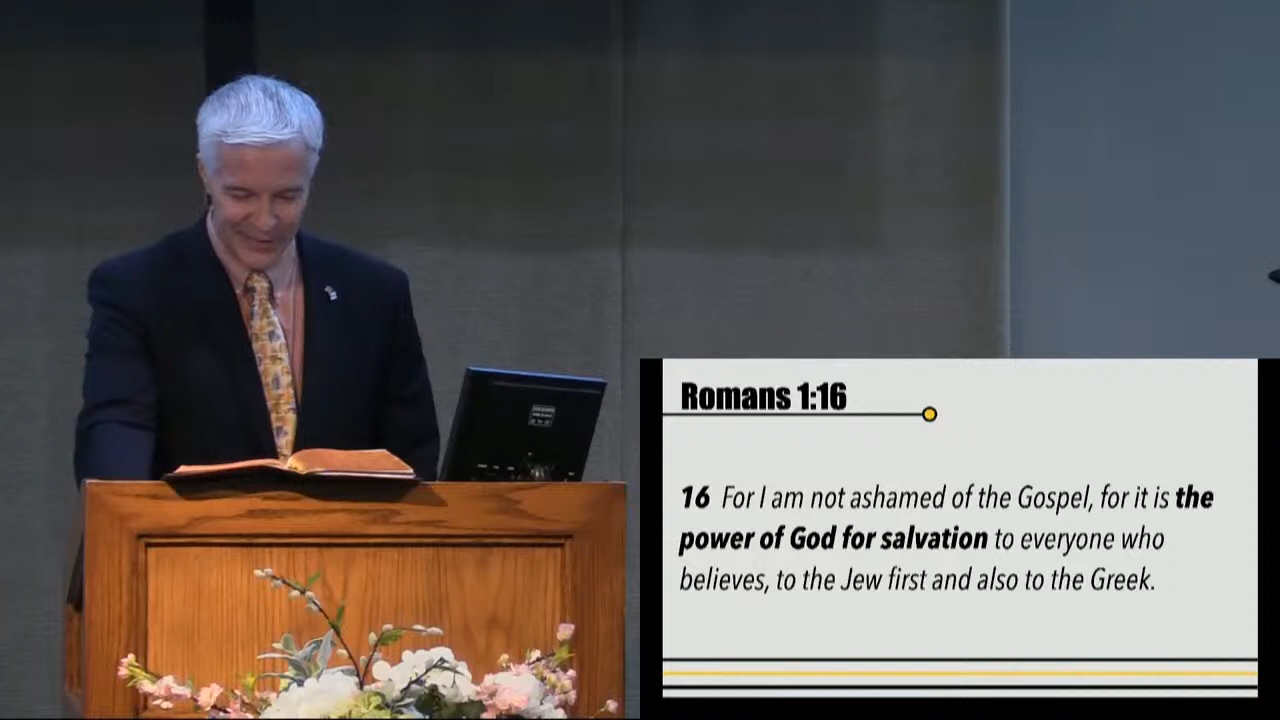 Romans 1:16
16 For I am not ashamed of the Gospel, for it is the
power of God for salvation to everyone who
believes, to the Jew first and also to the Greek.